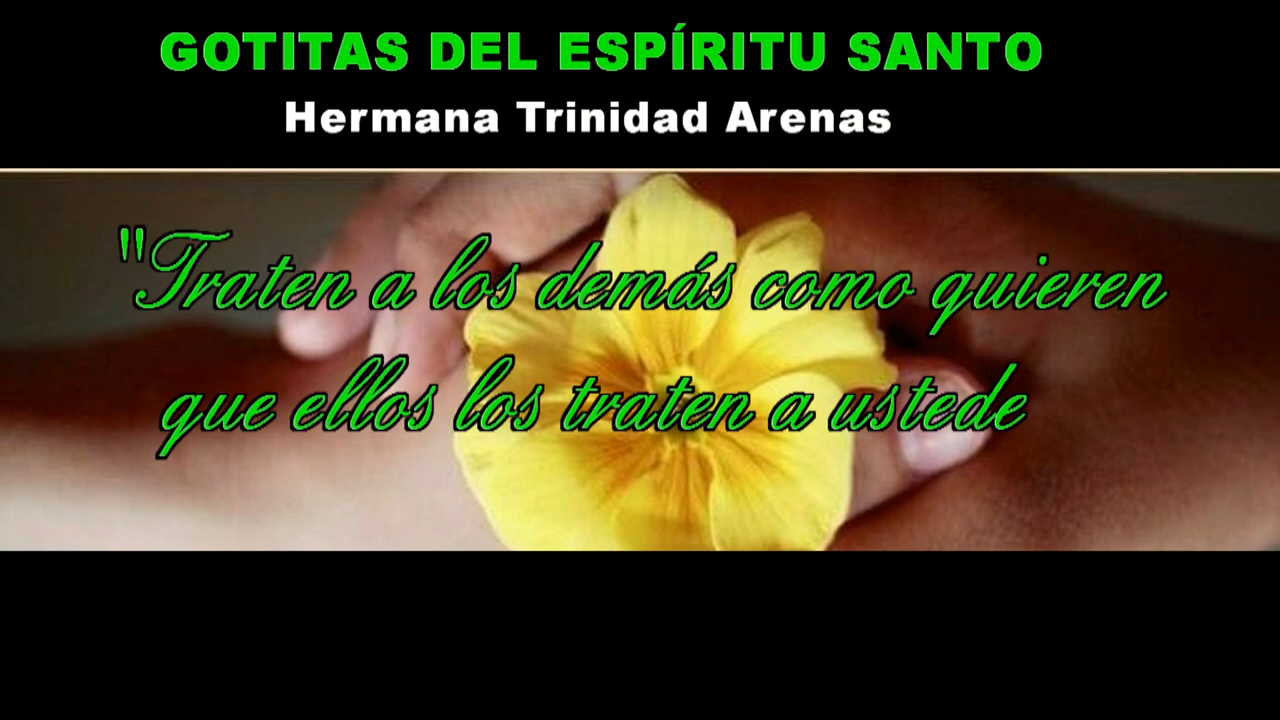 GOTITAS DEL ESPÍRITU SANTO
Hermana Trinidad Arenas
"Traten a los demás como quieren
que ellos los traten a ustede